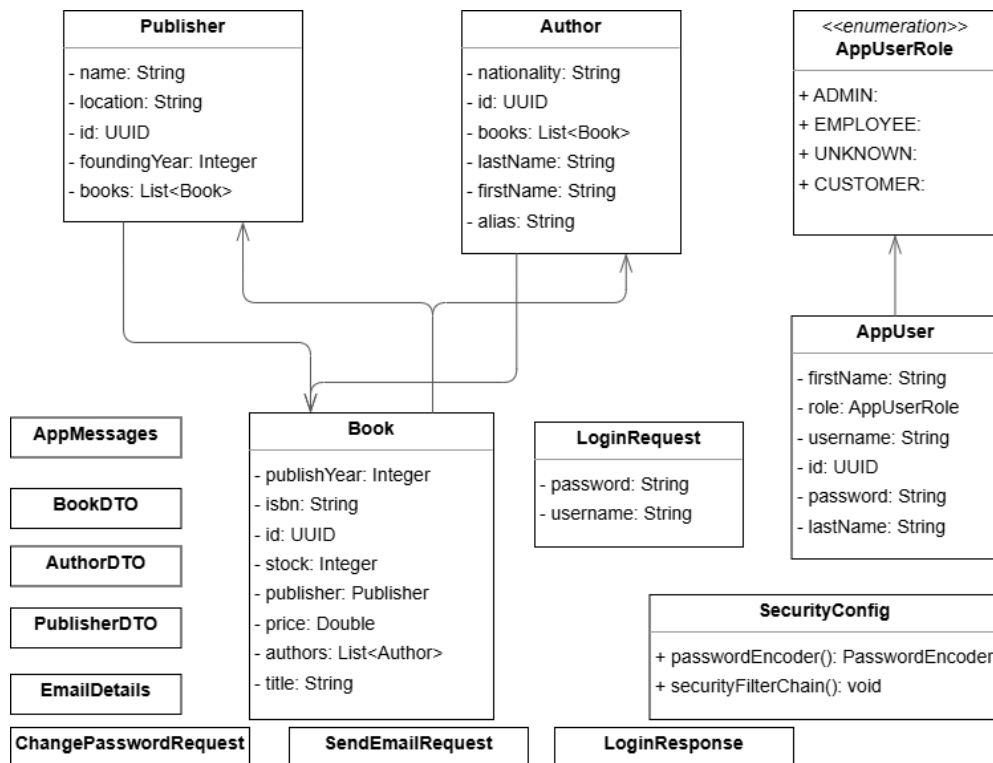 Publisher
- name: String
- location: String
- id: UUID
- foundingYear: Integer
- books: List<Book>
Author
- nationality: String
- id: UUID
- books: List<Book>
- lastName: String
- firstName: String
- alias: String
<<enumeration>>
AppUserRole
+ ADMIN:
+ EMPLOYEE:
+ UNKNOWN:
+ CUSTOMER:
AppUser
- firstName: String
- role: AppUserRole
- username: String
- id: UUID
- password: String
- lastName: String
AppMessages
BookDTO
AuthorDTO
PublisherDTO
EmailDetails
Book
- publishYear: Integer
- isbn: String
- id: UUID
- stock: Integer
- publisher: Publisher
- price: Double
- authors: List<Author>
- title: String
LoginRequest
- password: String
- username: String
SecurityConfig
+ passwordEncoder(): PasswordEncoder
+ securityFilterChain(): void
ChangePasswordRequest
SendEmailRequest
LoginResponse